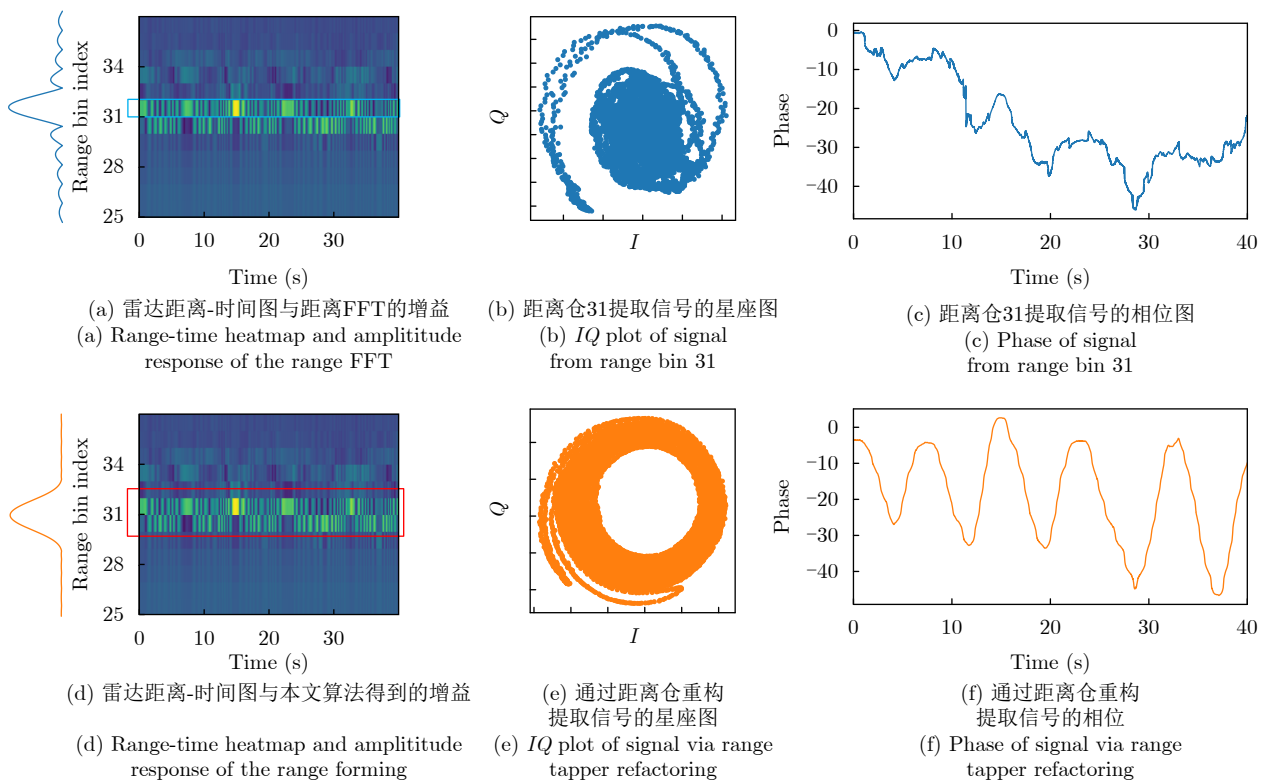 Range bin index
34
31
28
25
0
10
20
30
Time (s)
(a) 雷达距离-时间图与距离FFT的增益
(a) Range-time heatmap and amplititude
response of the range FFT
Q
I
(b) 距离仓31提取信号的星座图
(b) IQ plot of signal
from range bin 31
Phase
0
−10
−20
−30
−40
0
10
20
30
40
Time (s)
(c) 距离仓31提取信号的相位图
(c) Phase of signal
from range bin 31
Range bin index
34
31
28
25
0
10
20
30
Time (s)
(d) 雷达距离-时间图与本文算法得到的增益
(d) Range-time heatmap and amplititude
response of the range forming
Q
I
(e) 通过距离仓重构
提取信号的星座图
(e) IQ plot of signal via range
tapper refactoring
Phase
0
−10
−20
−30
−40
0
10
20
30
40
Time (s)
(f) 通过距离仓重构
提取信号的相位
(f) Phase of signal via range
tapper refactoring